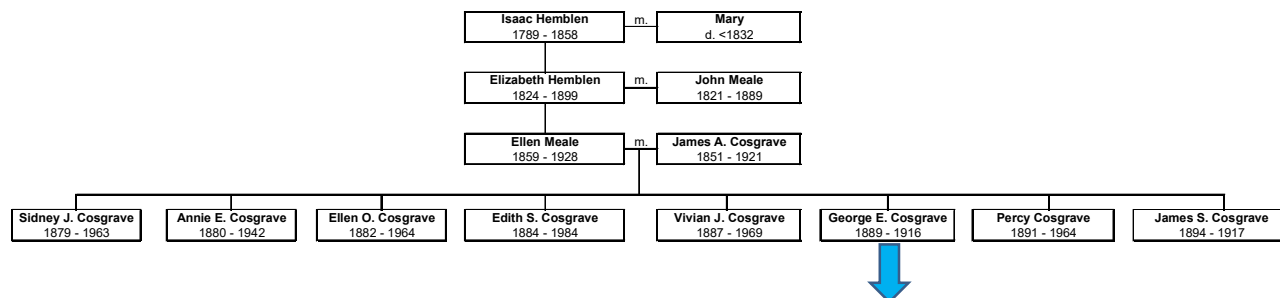 Isaac Hemblen
1789 - 1858
m.
Mary
d. <1832
Elizabeth Hemblen
1824 - 1899
m.
John Meale
1821 - 1889
Ellen Meale
1859 - 1928
m.
James A. Cosgrave
1851 - 1921
Sidney J. Cosgrave
1879 - 1963
Annie E. Cosgrave
1880 - 1942
Ellen O. Cosgrave
1882 - 1964
Edith S. Cosgrave
1884 - 1984
Vivian J. Cosgrave
1887 - 1969
George E. Cosgrave
1889 - 1916
Percy Cosgrave
1891 - 1964
James S. Cosgrave
1894 - 1917